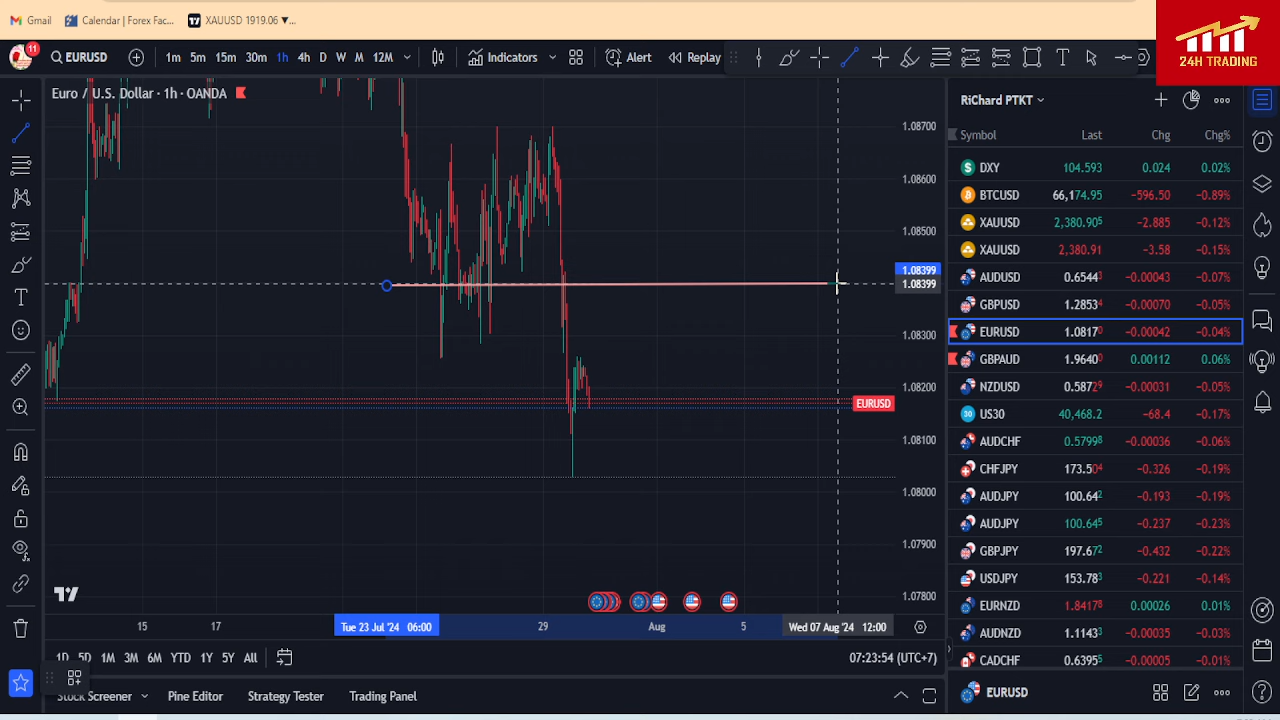 Gmail Calendar | Forex Fac... XAUUSD 1919.06 ▼...
24H TRADING
11 EURUSD 1m 5m 15m 30m 1h 4h D W M 12M Indicators Alert Replay
Euro / U.S. Dollar · 1h · OANDA
RiChard PTKT
Symbol Last Chg Chg%
DXY 104.593 0.024 0.02%
BTCUSD 66,174.95 −596.50 −0.89%
XAUUSD 2,380.905 −2.885 −0.12%
XAUUSD 2,380.91 −3.58 −0.15%
AUDUSD 0.6544 −0.00043 −0.07%
GBPUSD 1.28534 −0.00070 −0.05%
EURUSD 1.08170 −0.00042 −0.04%
GBPAUD 1.96400 0.00112 0.06%
NZDUSD 0.58729 −0.00031 −0.05%
US30 40,468.2 −68.4 −0.17%
AUDCHF 0.57998 −0.00036 −0.06%
CHFJPY 173.504 −0.326 −0.19%
AUDJPY 100.642 −0.193 −0.19%
AUDJPY 100.645 −0.237 −0.23%
GBPJPY 197.672 −0.432 −0.22%
USDJPY 153.783 −0.221 −0.14%
EURNZD 1.84178 0.00026 0.01%
AUDNZD 1.11433 −0.00035 −0.03%
CADCHF 0.63955 −0.00005 −0.01%
EURUSD
1.08700
1.08600
1.08500
1.08399
1.08399
1.08300
1.08200
EURUSD
1.08100
1.08000
1.07900
1.07800
15 17 Tue 23 Jul '24 06:00 29 Aug 5 Wed 07 Aug '24 12:00
1D 5D 1M 3M 6M YTD 1Y 5Y All 07:23:54 (UTC+7)
Stock Screener Pine Editor Strategy Tester Trading Panel